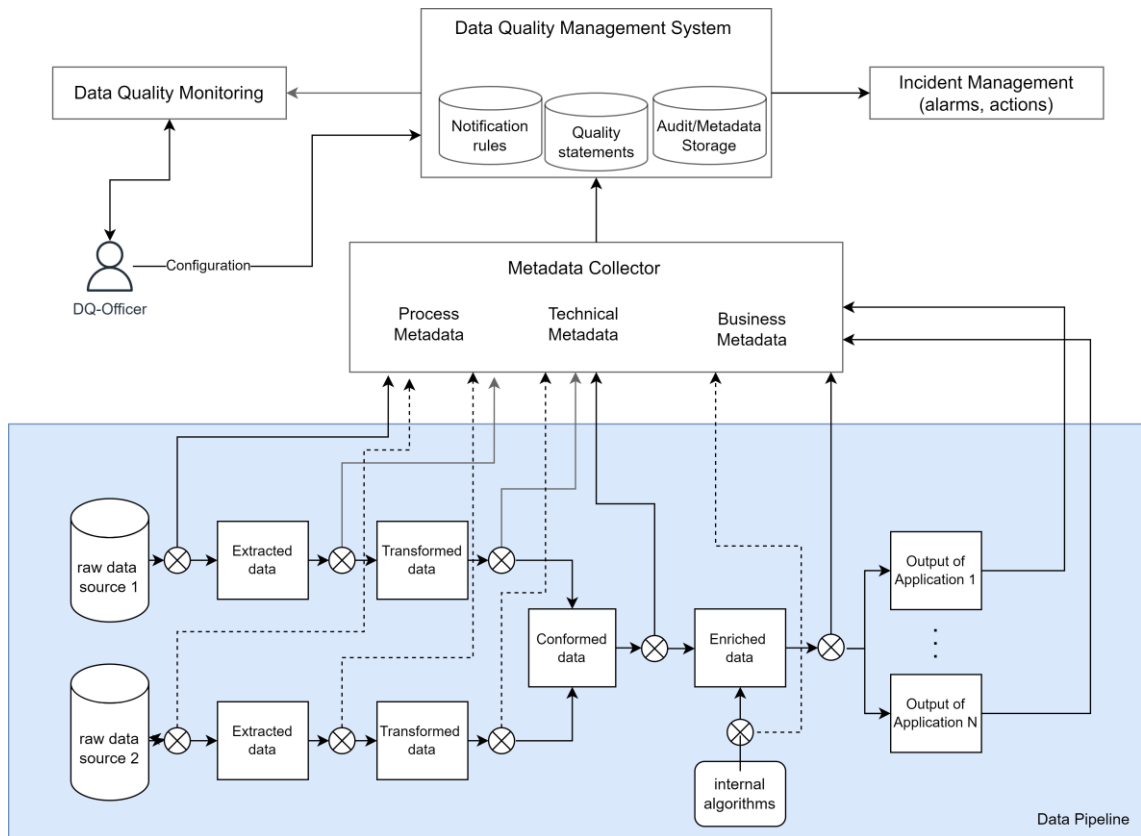 Data Quality Management System
Data Quality Monitoring
Incident Management
(alarms, actions)
Notification
rules
Quality
statements
Audit/Metadata
Storage
Configuration
DQ-Officer
Metadata Collector
Process
Metadata
Technical
Metadata
Business
Metadata
raw data
source 1
Extracted
data
Transformed
data
Output of
Application 1
Conformed
data
Enriched
data
raw data
source 2
Extracted
data
Transformed
data
Output of
Application N
internal
algorithms
Data Pipeline